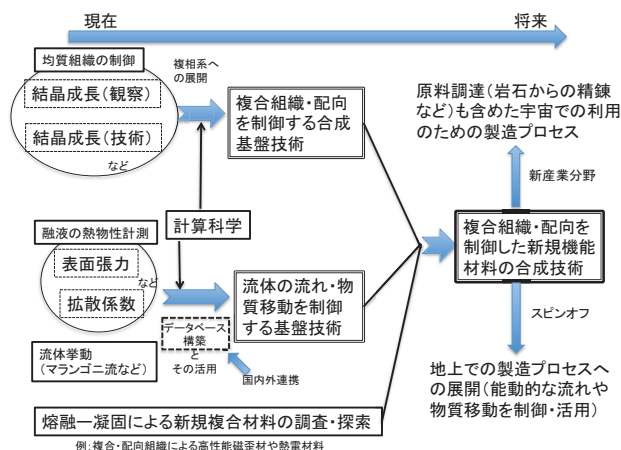 現在
将来
均質組織の制御
結晶成長(観察)
結晶成長(技術)
など
複相系へ
の展開
複合組織・配向
を制御する合成
基盤技術
計算科学
融液の熱物性計測
表面張力
など
拡散係数
流体挙動
(マランゴニ流など)
流体の流れ・物
質移動を制御
する基盤技術
データベース
構築
と
その活用
国内外連携
熔融ー凝固による新規複合材料の調査・探索
例:複合・配向組織による高性能磁歪材や熱電材料
原料調達(岩石からの精錬
など)も含めた宇宙での利用
のための製造プロセス
新産業分野
複合組織・配向を
制御した新規機能
材料の合成技術
スピンオフ
地上での製造プロセスへ
の展開(能動的な流れや
物質移動を制御・活用)